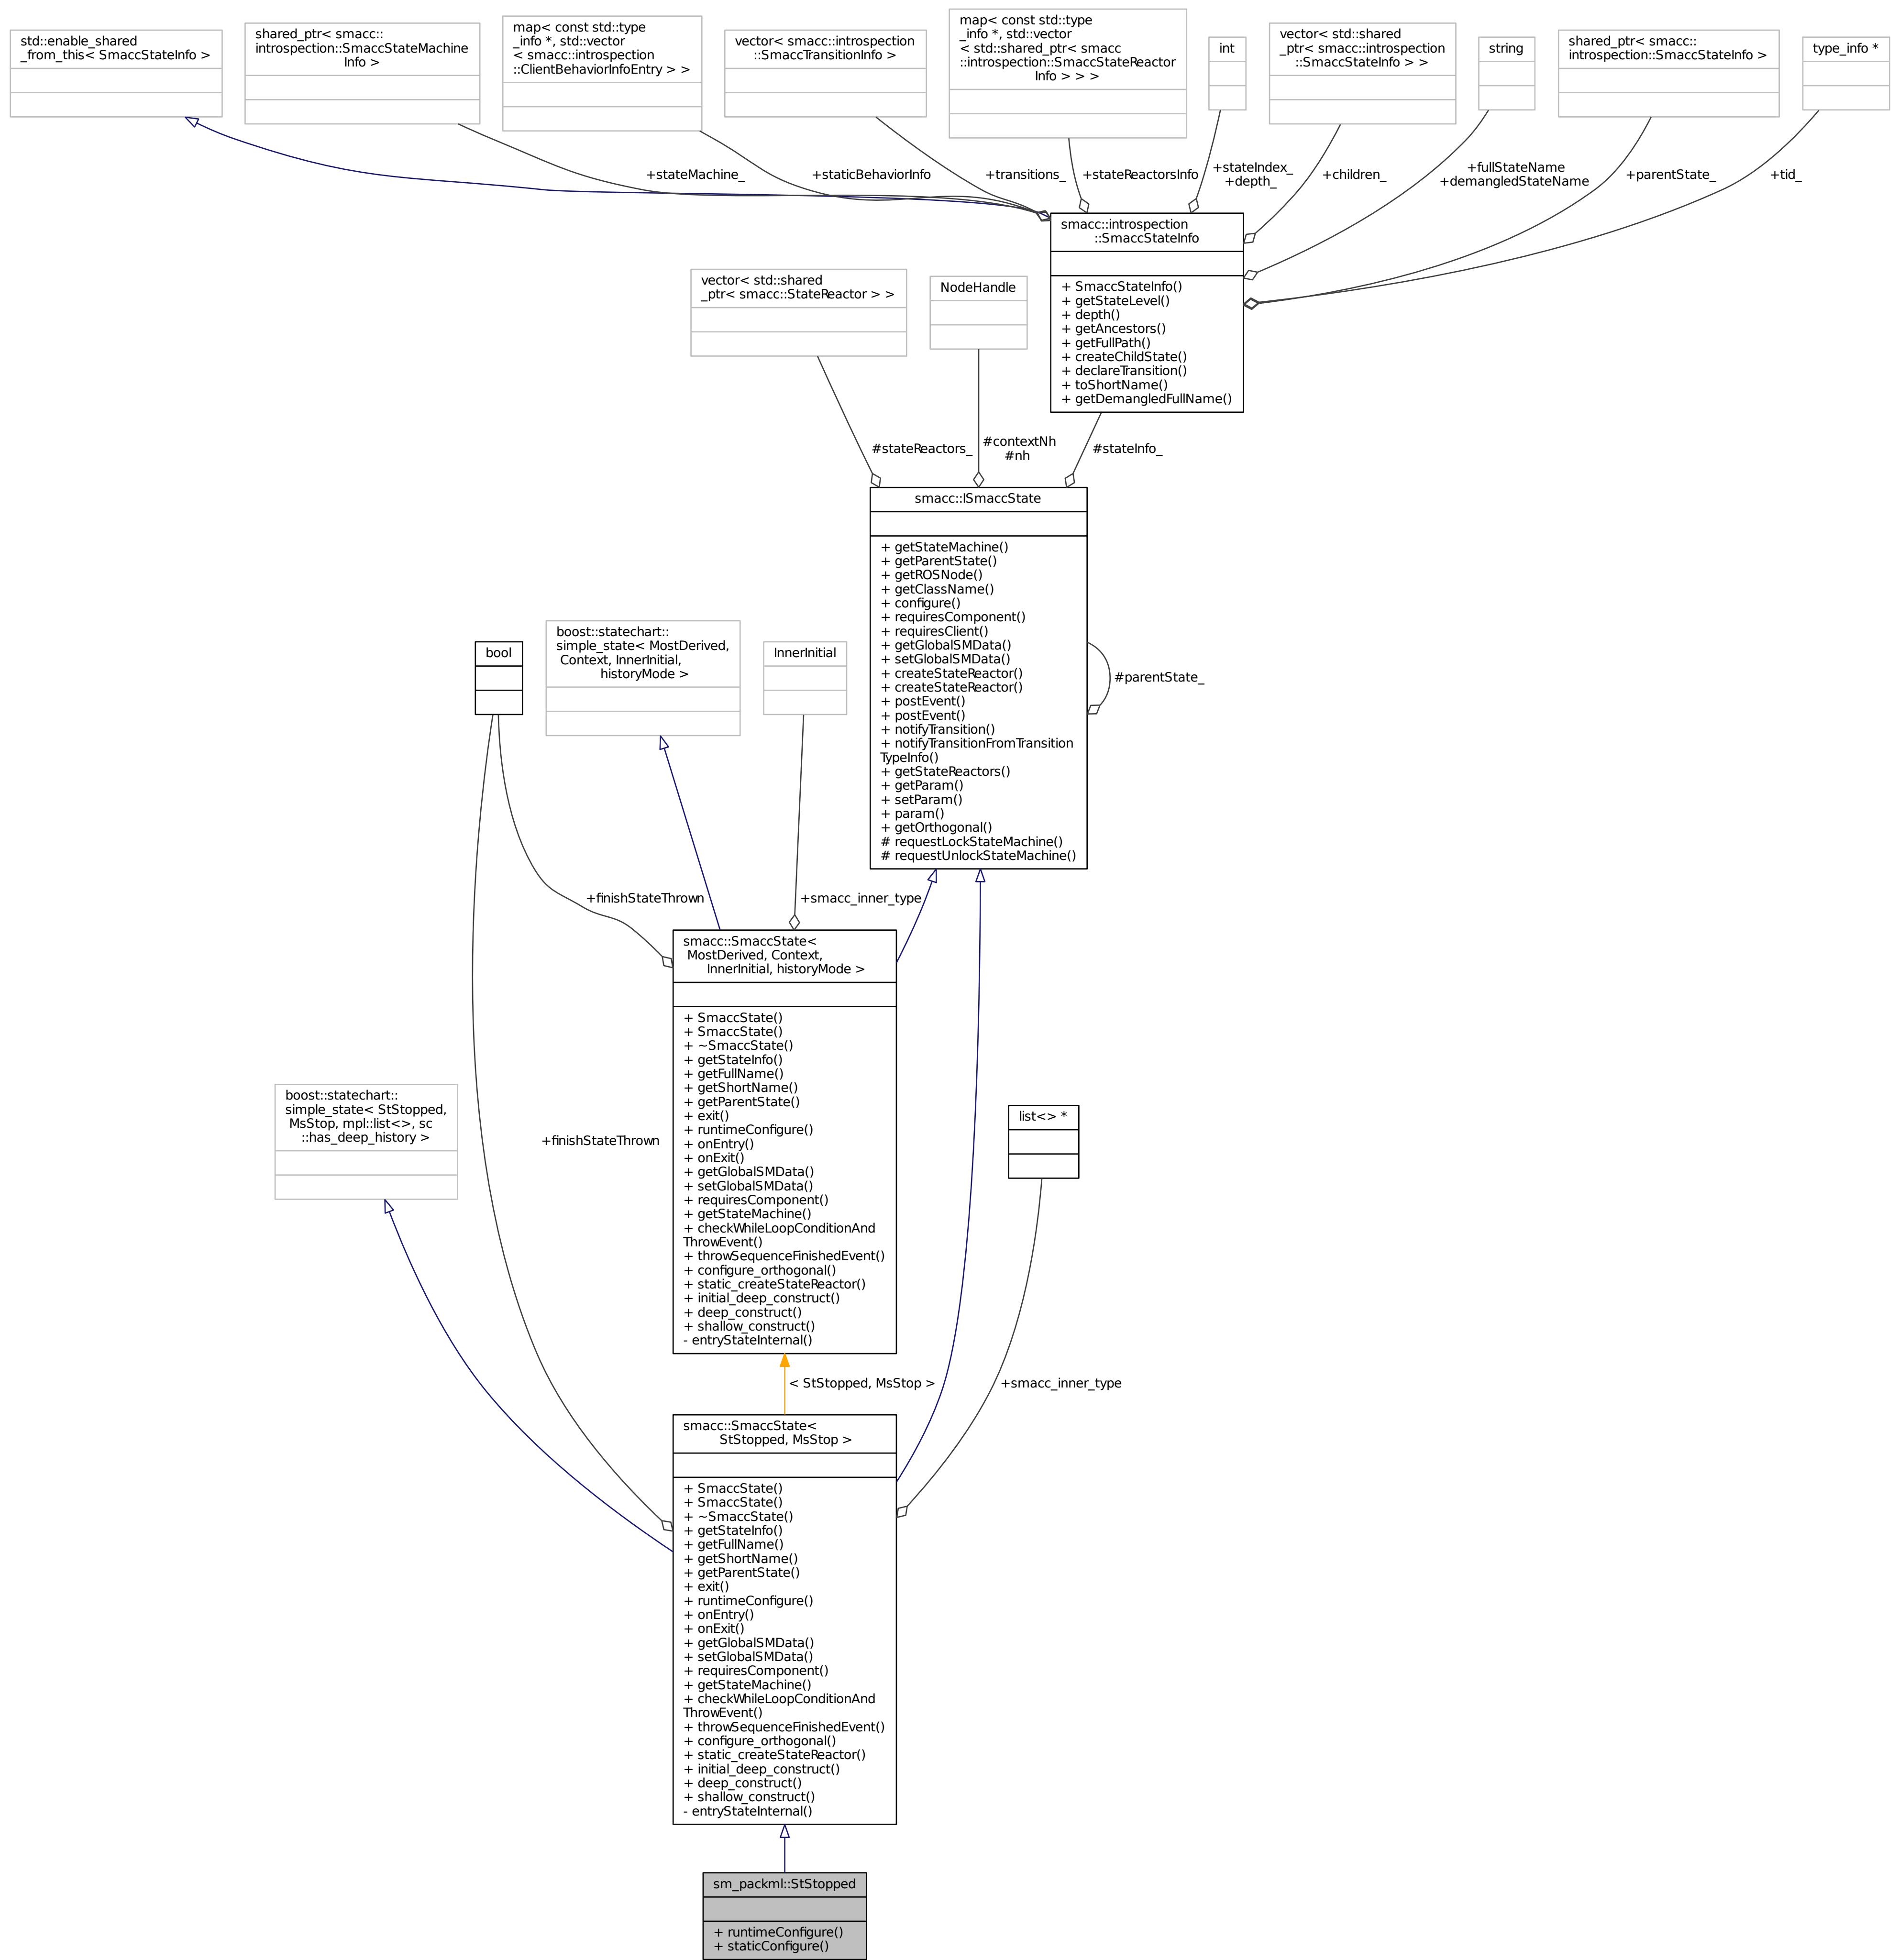 std::enable_shared
_from_this< SmaccStateInfo >
shared_ptr< smacc::
introspection::SmaccStateMachine
Info >
map< const std::type
_info *, std::vector
< smacc::introspection
::ClientBehaviorInfoEntry > >
vector< smacc::introspection
::SmaccTransitionInfo >
map< const std::type
_info *, std::vector
< std::shared_ptr< smacc
::introspection::SmaccStateReactor
Info > > >
int
vector< std::shared
_ptr< smacc::introspection
::SmaccStateInfo > >
string
shared_ptr< smacc::
introspection::SmaccStateInfo >
type_info *
+stateMachine_
+staticBehaviorInfo
+transitions_
+stateReactorsInfo
+stateIndex_
+depth_
+children_
+fullStateName
+demangledStateName
+parentState_
+tid_
smacc::introspection
::SmaccStateInfo
+ SmaccStateInfo()
+ getStateLevel()
+ depth()
+ getAncestors()
+ getFullPath()
+ createChildState()
+ declareTransition()
+ toShortName()
+ getDemangledFullName()
vector< std::shared
_ptr< smacc::StateReactor > >
NodeHandle
#stateReactors_
#contextNh
#nh
#stateInfo_
smacc::ISmaccState
+ getStateMachine()
+ getParentState()
+ getROSNode()
+ getClassName()
+ configure()
+ requiresComponent()
+ requiresClient()
+ getGlobalSMData()
+ setGlobalSMData()
+ createStateReactor()
+ createStateReactor()
+ postEvent()
+ postEvent()
+ notifyTransition()
+ notifyTransitionFromTransition
TypeInfo()
+ getStateReactors()
+ getParam()
+ setParam()
+ param()
+ getOrthogonal()
# requestLockStateMachine()
# requestUnlockStateMachine()
#parentState_
bool
boost::statechart::
simple_state< MostDerived,
Context, InnerInitial,
historyMode >
InnerInitial
+finishStateThrown
+smacc_inner_type
smacc::SmaccState<
MostDerived, Context,
InnerInitial, historyMode >
+ SmaccState()
+ SmaccState()
+ ~SmaccState()
+ getStateInfo()
+ getFullName()
+ getShortName()
+ getParentState()
+ exit()
+ runtimeConfigure()
+ onEntry()
+ onExit()
+ getGlobalSMData()
+ setGlobalSMData()
+ requiresComponent()
+ getStateMachine()
+ checkWhileLoopConditionAnd
ThrowEvent()
+ throwSequenceFinishedEvent()
+ configure_orthogonal()
+ static_createStateReactor()
+ initial_deep_construct()
+ deep_construct()
+ shallow_construct()
- entryStateInternal()
boost::statechart::
simple_state< StStopped,
MsStop, mpl::list<>, sc
::has_deep_history >
+finishStateThrown
list<> *
< StStopped, MsStop >
+smacc_inner_type
smacc::SmaccState<
StStopped, MsStop >
+ SmaccState()
+ SmaccState()
+ ~SmaccState()
+ getStateInfo()
+ getFullName()
+ getShortName()
+ getParentState()
+ exit()
+ runtimeConfigure()
+ onEntry()
+ onExit()
+ getGlobalSMData()
+ setGlobalSMData()
+ requiresComponent()
+ getStateMachine()
+ checkWhileLoopConditionAnd
ThrowEvent()
+ throwSequenceFinishedEvent()
+ configure_orthogonal()
+ static_createStateReactor()
+ initial_deep_construct()
+ deep_construct()
+ shallow_construct()
- entryStateInternal()
sm_packml::StStopped
+ runtimeConfigure()
+ staticConfigure()